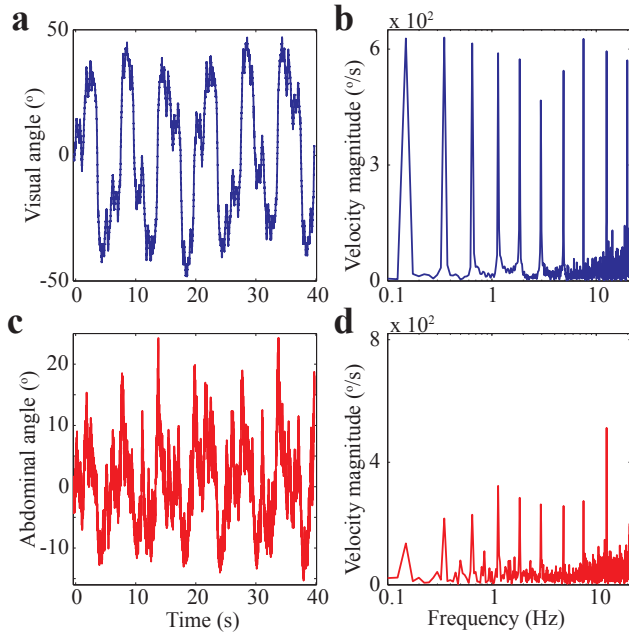 a
50
0
-50
Visual angle (º)
0 10 20 30 40
b
x 10²
6
3
0
Velocity magnitude (º/s)
0.1 1 10
c
20
10
0
-10
Abdominal angle (º)
0 10 20 30 40
Time (s)
d
x 10²
8
4
0
Velocity magnitude (º/s)
0.1 1 10
Frequency (Hz)